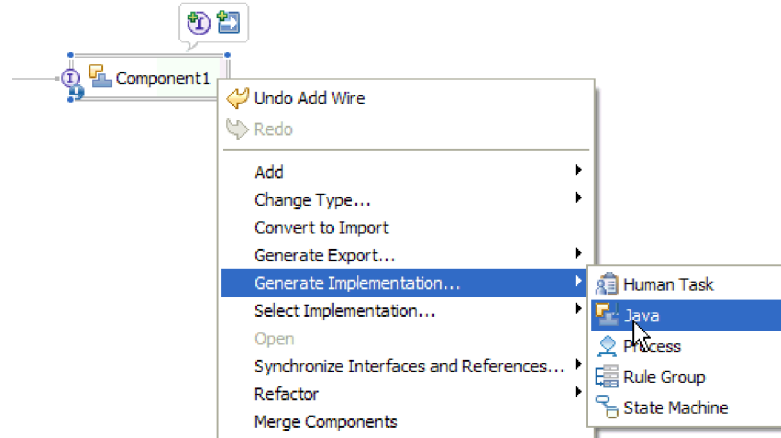 Component1
Undo Add Wire
Redo
Add
Change Type...
Convert to Import
Generate Export...
Generate Implementation...
Select Implementation...
Open
Synchronize Interfaces and References...
Refactor
Merge Components
Human Task
Java
Process
Rule Group
State Machine